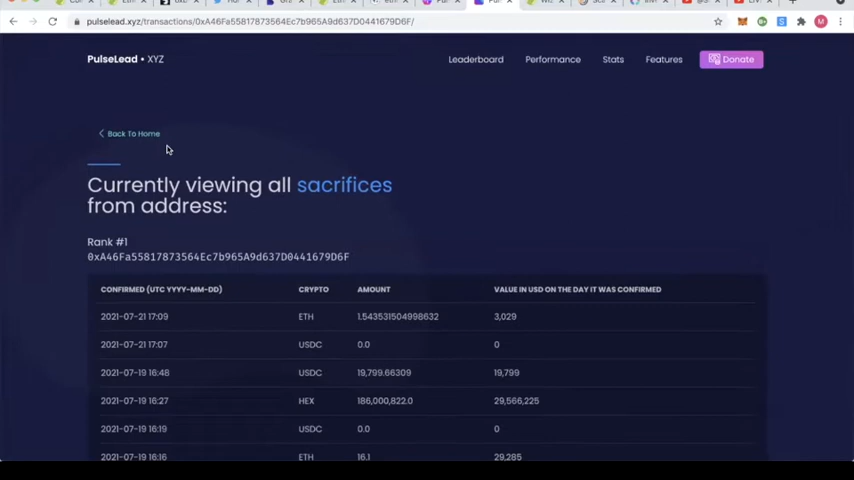 pulselead.xyz/transactions/0xA46Fa55817873564Ec7b965A9d637D0441679D6F/
PulseLead • XYZ
Leaderboard Performance Stats Features Donate
Back To Home
Currently viewing all sacrifices
from address:
Rank #1
0xA46Fa55817873564Ec7b965A9d637D0441679D6F
CONFIRMED (UTC YYYY-MM-DD) CRYPTO AMOUNT VALUE IN USD ON THE DAY IT WAS CONFIRMED
2021-07-21 17:09 ETH 1.543531504998632 3,029
2021-07-21 17:07 USDC 0.0 0
2021-07-19 16:48 USDC 19,799.66309 19,799
2021-07-19 16:27 HEX 186,000,822.0 29,566,225
2021-07-19 16:19 USDC 0.0 0
2021-07-19 16:16 ETH 16.1 29,285